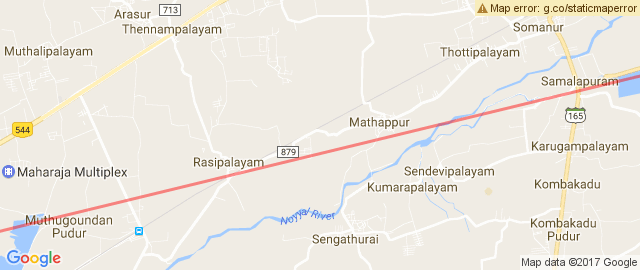 Map error: g.co/staticmaperror
713
Arasur
Thennampalayam
Somanur
Muthalipalayam
Thottipalayam
Samalapuram
165
544
Mathappur
879
Karugampalayam
Rasipalayam
Maharaja Multiplex
Sendevipalayam
Kumarapalayam
Kombakadu
Muthugoundan
Pudur
Noyyal River
Kombakadu
Pudur
Sengathurai
Google
Map data ©2017 Google